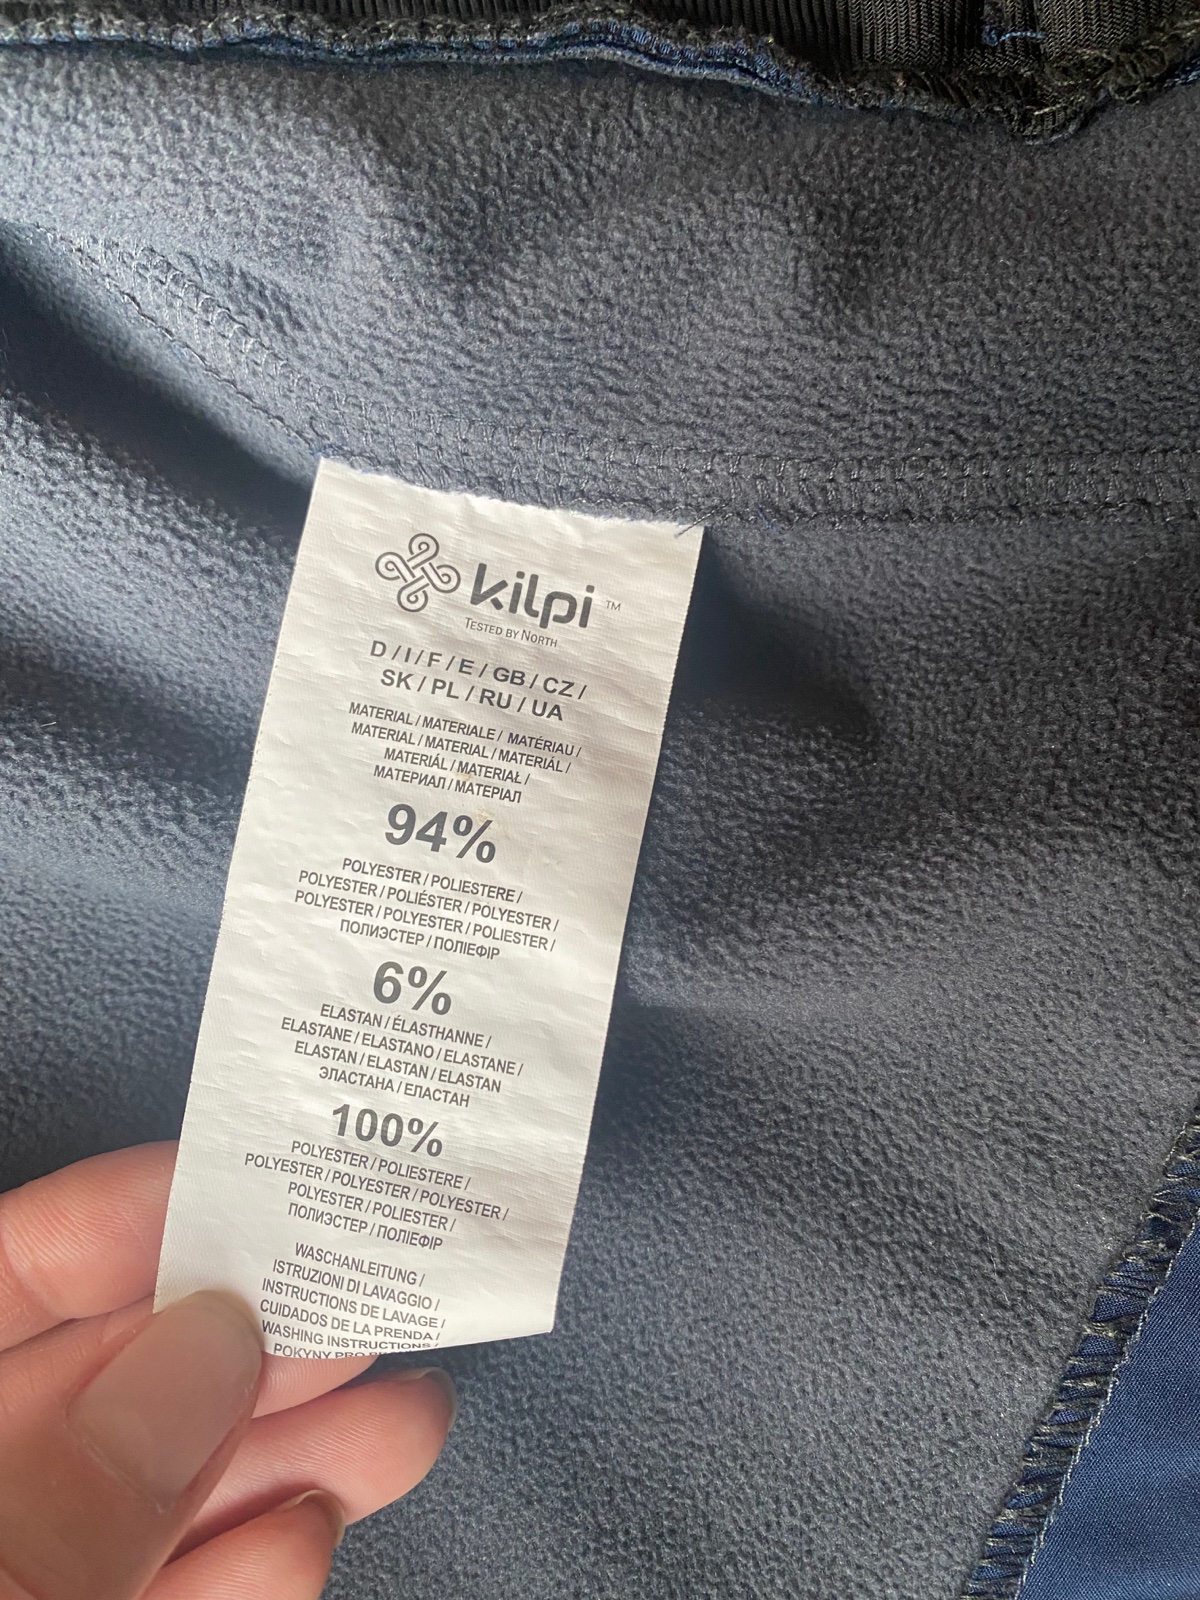 kilpi™
TESTED BY NORTH
D / I / F / E / GB / CZ /
SK / PL / RU / UA
MATERIAL / MATERIALE / MATÉRIAU /
MATERIAL / MATERIAL / MATERIÁL /
MATERIÁL / MATERIAŁ /
МАТЕРИАЛ / МАТЕРІАЛ
94%
POLYESTER / POLIESTERE /
POLYESTER / POLIÉSTER / POLYESTER /
POLYESTER / POLYESTER / POLIESTER /
ПОЛИЭСТЕР / ПОЛІЕФІР
6%
ELASTAN / ÉLASTHANNE /
ELASTANE / ELASTANO / ELASTANE /
ELASTAN / ELASTAN / ELASTAN
ЭЛАСТАНА / ЕЛАСТАН
100%
POLYESTER / POLIESTERE /
POLYESTER / POLYESTER / POLYESTER /
POLYESTER / POLIESTER /
ПОЛИЭСТЕР / ПОЛІЕФІР
WASCHANLEITUNG /
ISTRUZIONI DI LAVAGGIO /
INSTRUCTIONS DE LAVAGE /
CUIDADOS DE LA PRENDA /
WASHING INSTRUCTIONS /
POKYNY PRO